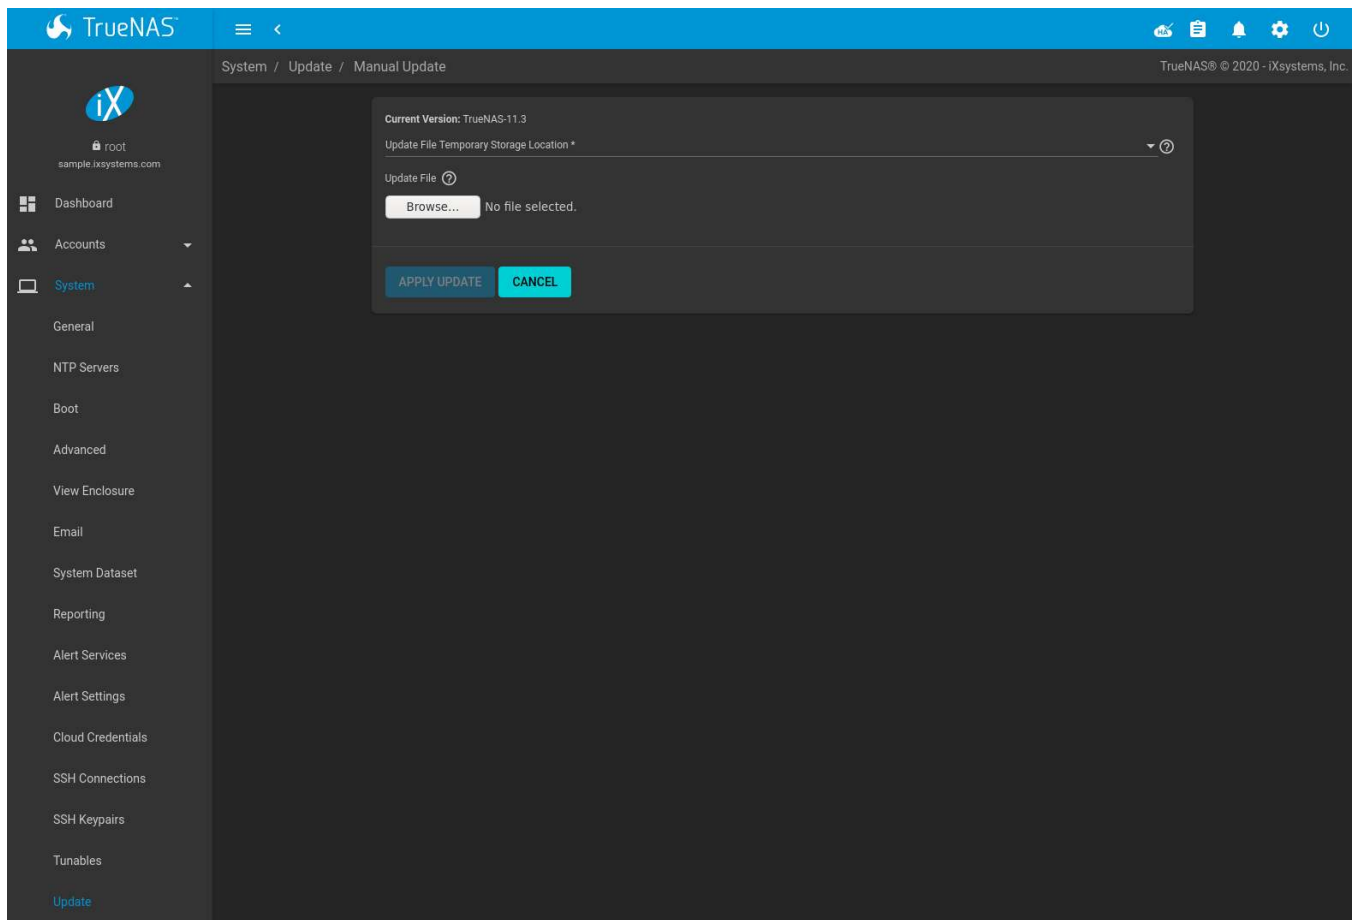 TrueNAS
HA
System / Update / Manual Update
TrueNAS® © 2020 - iXsystems, Inc.
iX
root
sample.ixsystems.com
Dashboard
Accounts
System
General
NTP Servers
Boot
Advanced
View Enclosure
Email
System Dataset
Reporting
Alert Services
Alert Settings
Cloud Credentials
SSH Connections
SSH Keypairs
Tunables
Update
Current Version: TrueNAS-11.3
Update File Temporary Storage Location *
Update File
Browse... No file selected.
APPLY UPDATE CANCEL